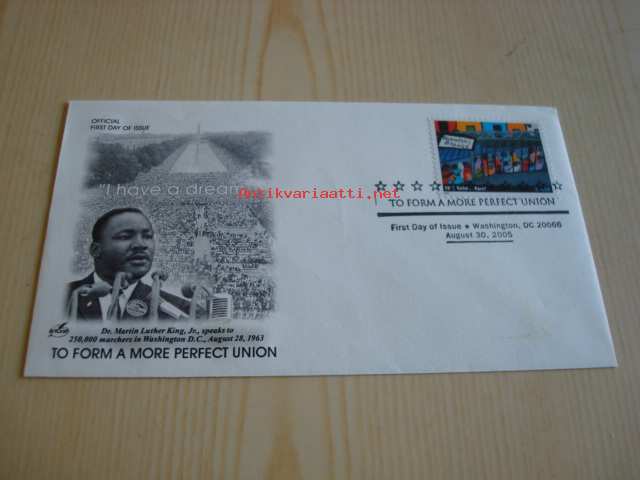 OFFICIAL
FIRST DAY OF ISSUE
"I have a dream
Antikvariaatti.net
TO FORM A MORE PERFECT UNION
First Day of Issue ★ Washington, DC 20066
August 30, 2005
Dr. Martin Luther King, Jr., speaks to
250,000 marchers in Washington D.C., August 28, 1963
TO FORM A MORE PERFECT UNION